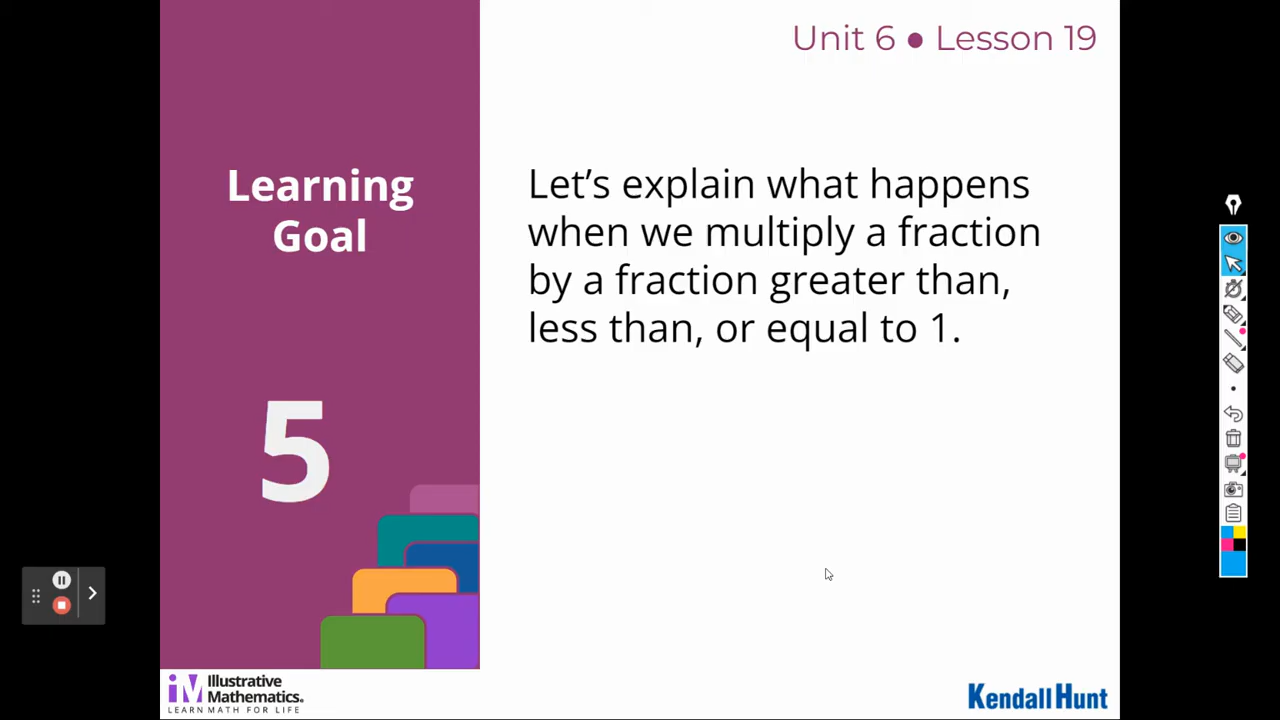 Unit 6 ● Lesson 19
Learning
Goal
5
Let’s explain what happens
when we multiply a fraction
by a fraction greater than,
less than, or equal to 1.
iM Illustrative
Mathematics.
LEARN MATH FOR LIFE
Kendall Hunt